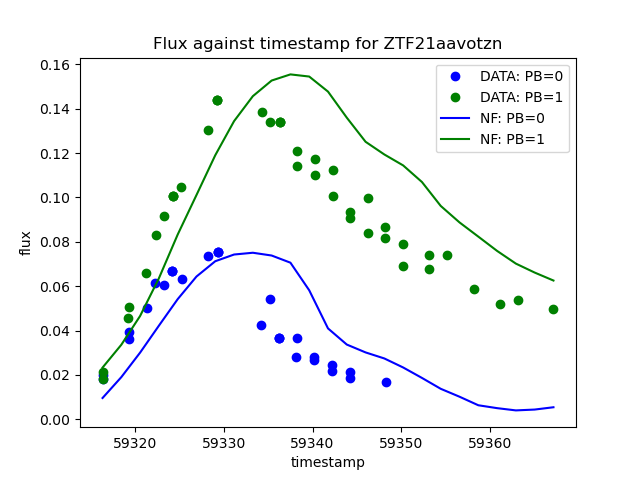 Flux against timestamp for ZTF21aavotzn
DATA: PB=0
DATA: PB=1
NF: PB=0
NF: PB=1
flux
0.16
0.14
0.12
0.10
0.08
0.06
0.04
0.02
0.00
59320 59330 59340 59350 59360
timestamp